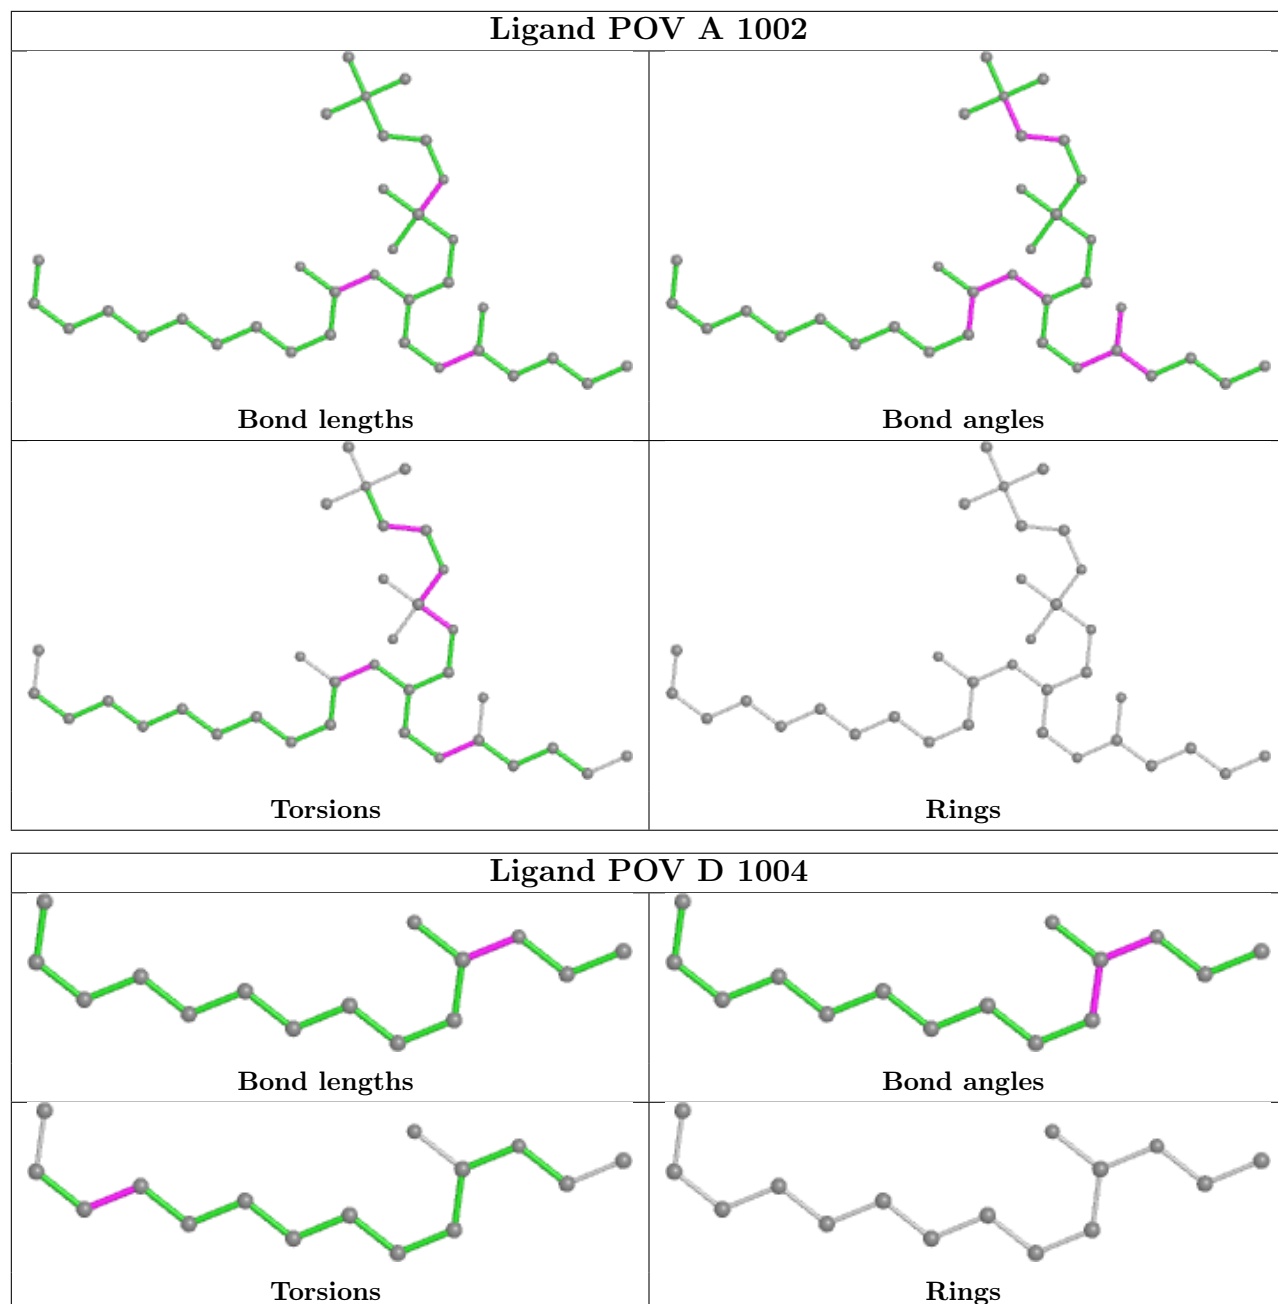 Ligand POV A 1002
Bond lengths
Bond angles
Torsions
Rings
Ligand POV D 1004
Bond lengths
Bond angles
Torsions
Rings